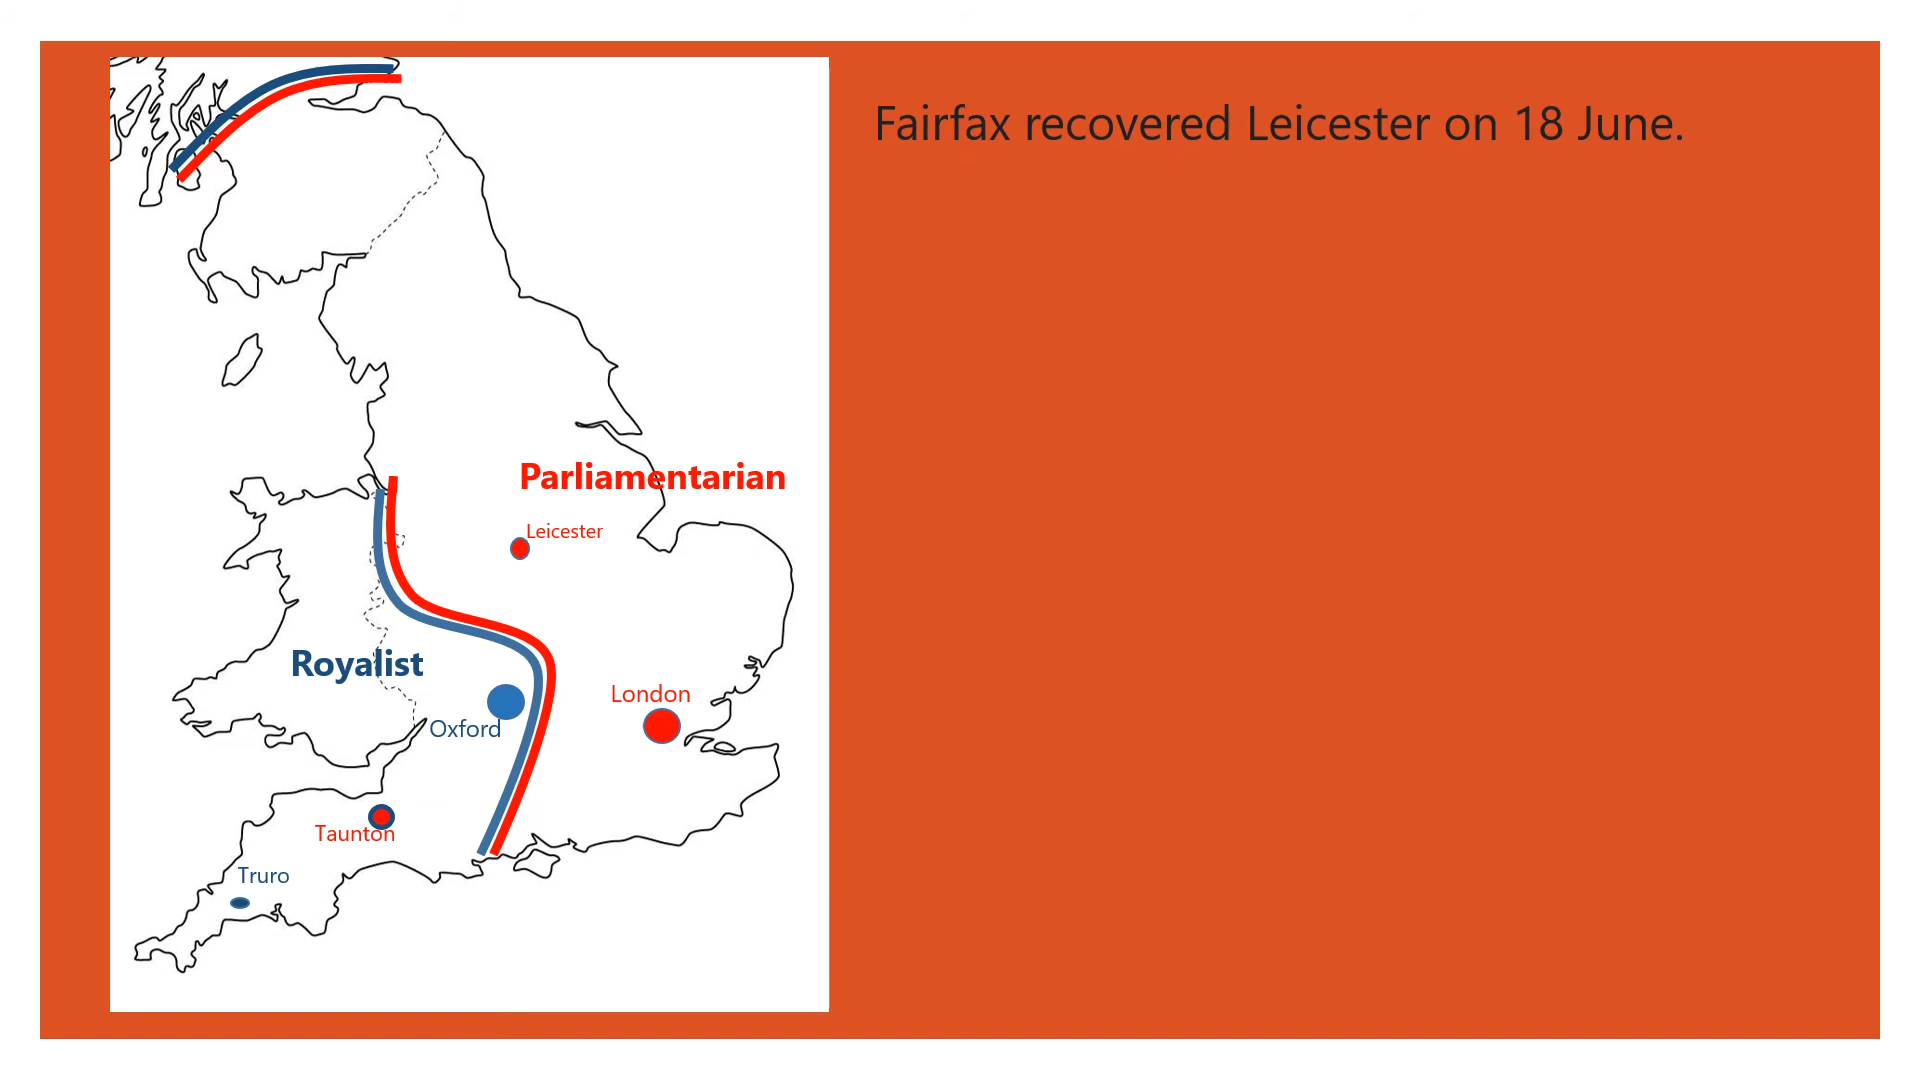 Fairfax recovered Leicester on 18 June.
Parliamentarian
Leicester
Royalist
London
Oxford
Taunton
Truro